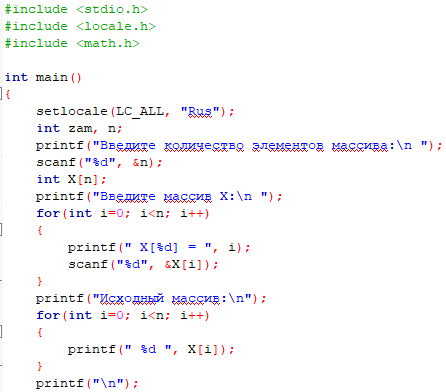 #include <stdio.h>
#include <locale.h>
#include <math.h>
int main()
{
setlocale(LC_ALL, "Rus");
int zam, n;
printf("Введите количество элементов массива:\n ");
scanf("%d", &n);
int X[n];
printf("Введите массив X:\n ");
for(int i=0; i<n; i++)
{
printf(" X[%d] = ", i);
scanf("%d", &X[i]);
}
printf("Исходный массив:\n");
for(int i=0; i<n; i++)
{
printf(" %d ", X[i]);
}
printf("\n");